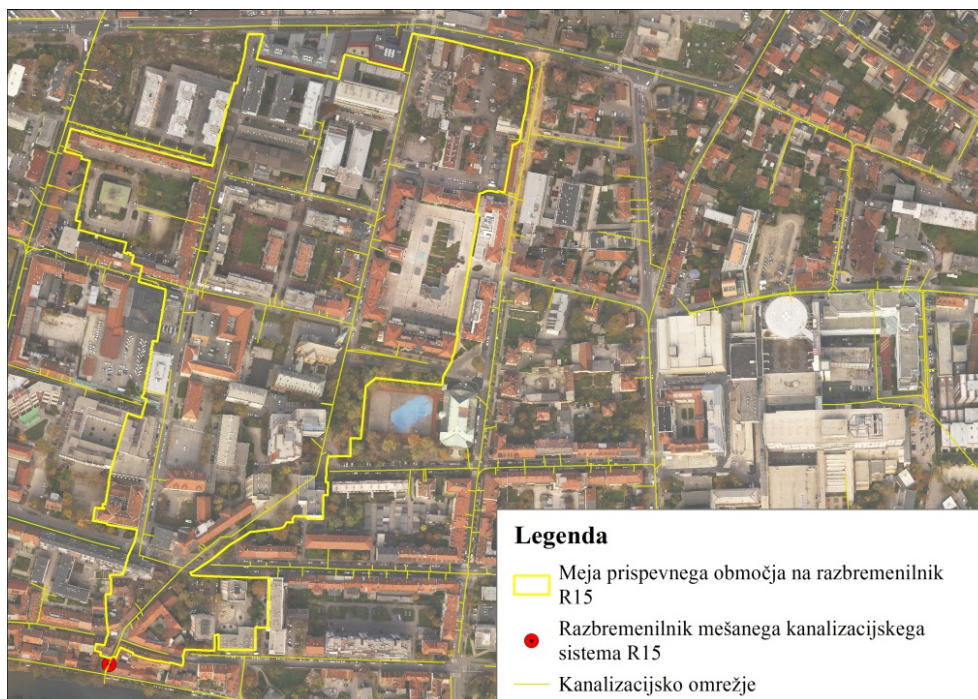 Legenda
Meja prispevnega območja na razbremenilnik
R15
Razbremenilnik mešanega kanalizacijskega
sistema R15
Kanalizacijsko omrežje